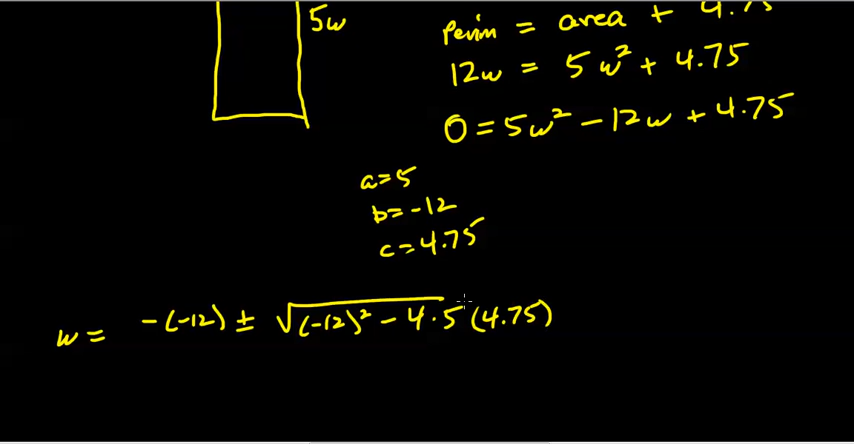 5w
perim = area + 4.75
12w = 5w² + 4.75
0 = 5w² - 12w + 4.75
a=5
b=-12
c=4.75
w = -(-12) ± √(-12)² - 4·5(4.75)